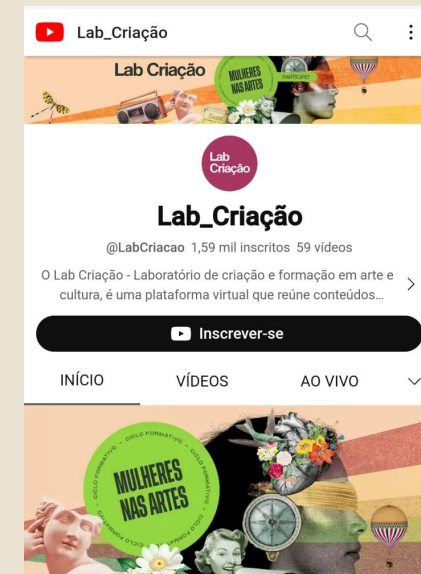 Lab_Criação
Lab Criação
MULHERES
NAS ARTES
PARTICIPE!
Lab
Criação
Lab_Criação
@LabCriacao 1,59 mil inscritos 59 vídeos
O Lab Criação - Laboratório de criação e formação em arte e
cultura, é uma plataforma virtual que reúne conteúdos...
Inscrever-se
INÍCIO VÍDEOS AO VIVO
CICLO FORMATIVO - CICLO FORMATIVO - CICLO FORMATIVO
MULHERES
NAS ARTES